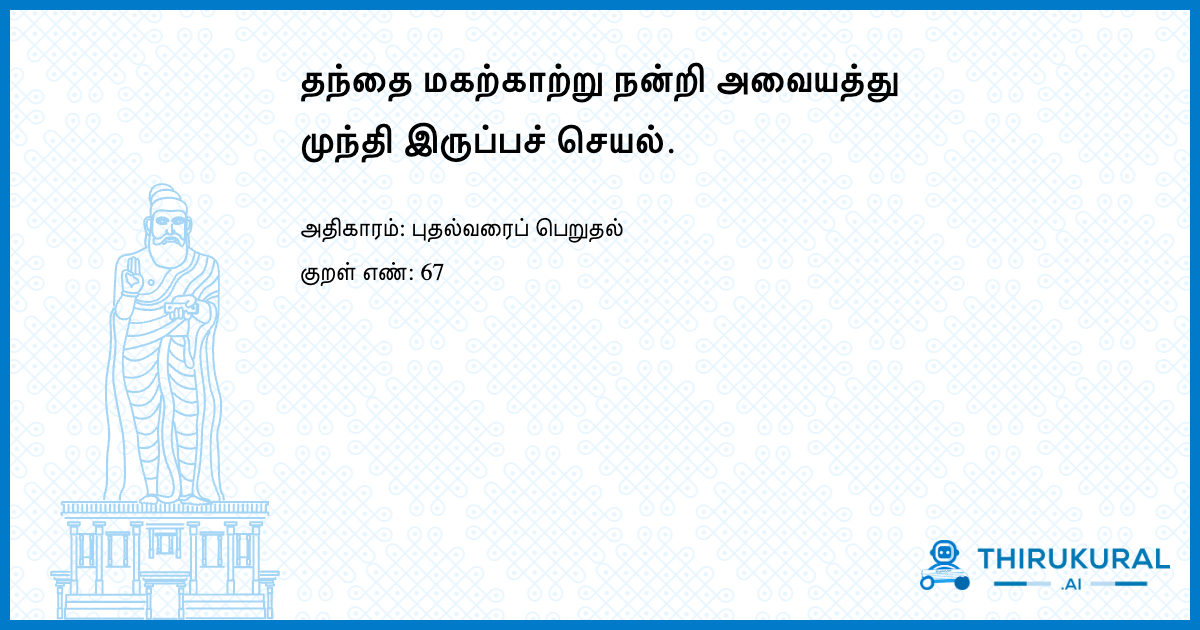 தந்தை மகற்காற்று நன்றி அவையத்து
முந்தி இருப்பச் செயல்.
அதிகாரம்: புதல்வரைப் பெறுதல்
குறள் எண்: 67
THIRUKURAL
.AI